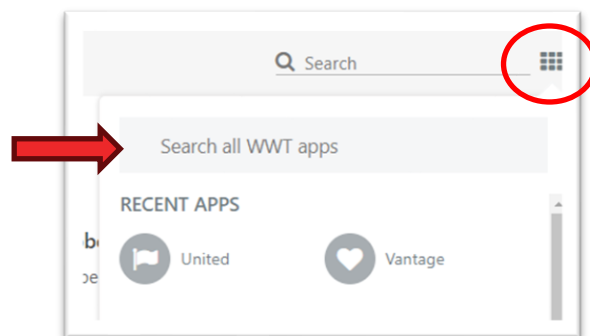 Search
Search all WWT apps
RECENT APPS
United
Vantage